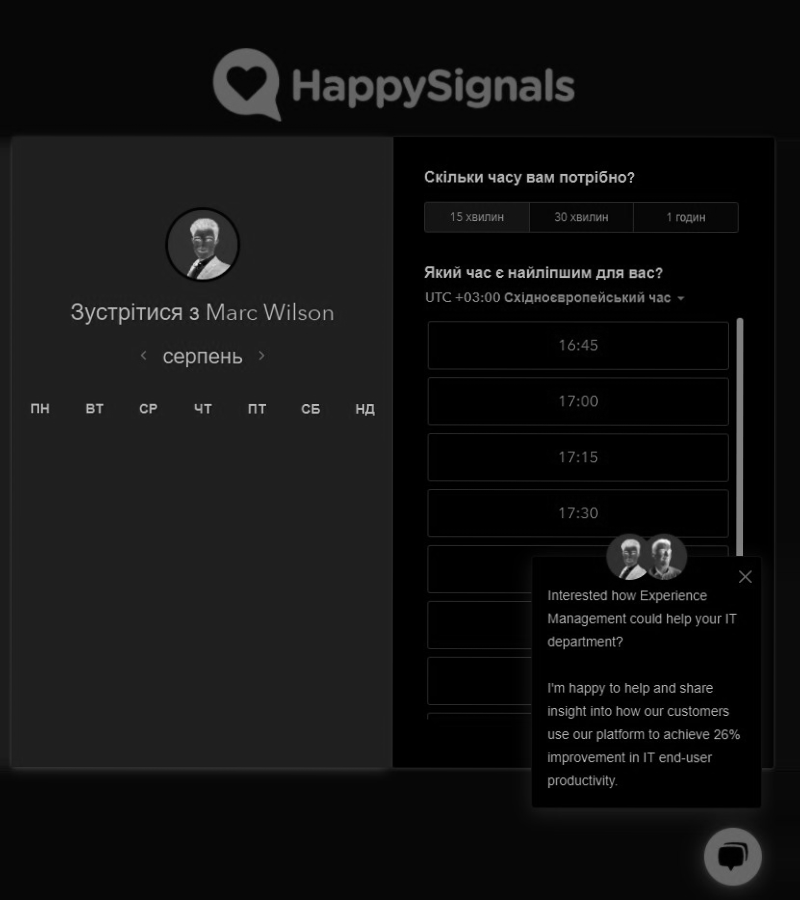 HappySignals
Зустрітися з Marc Wilson
серпень
ПН ВТ СР ЧТ ПТ СБ НД
Скільки часу вам потрібно?
15 хвилин 30 хвилин 1 годин
Який час є найліпшим для вас?
UTC +03:00 Східноєвропейський час
16:45
17:00
17:15
17:30
Interested how Experience
Management could help your IT
department?
I'm happy to help and share
insight into how our customers
use our platform to achieve 26%
improvement in IT end-user
productivity.